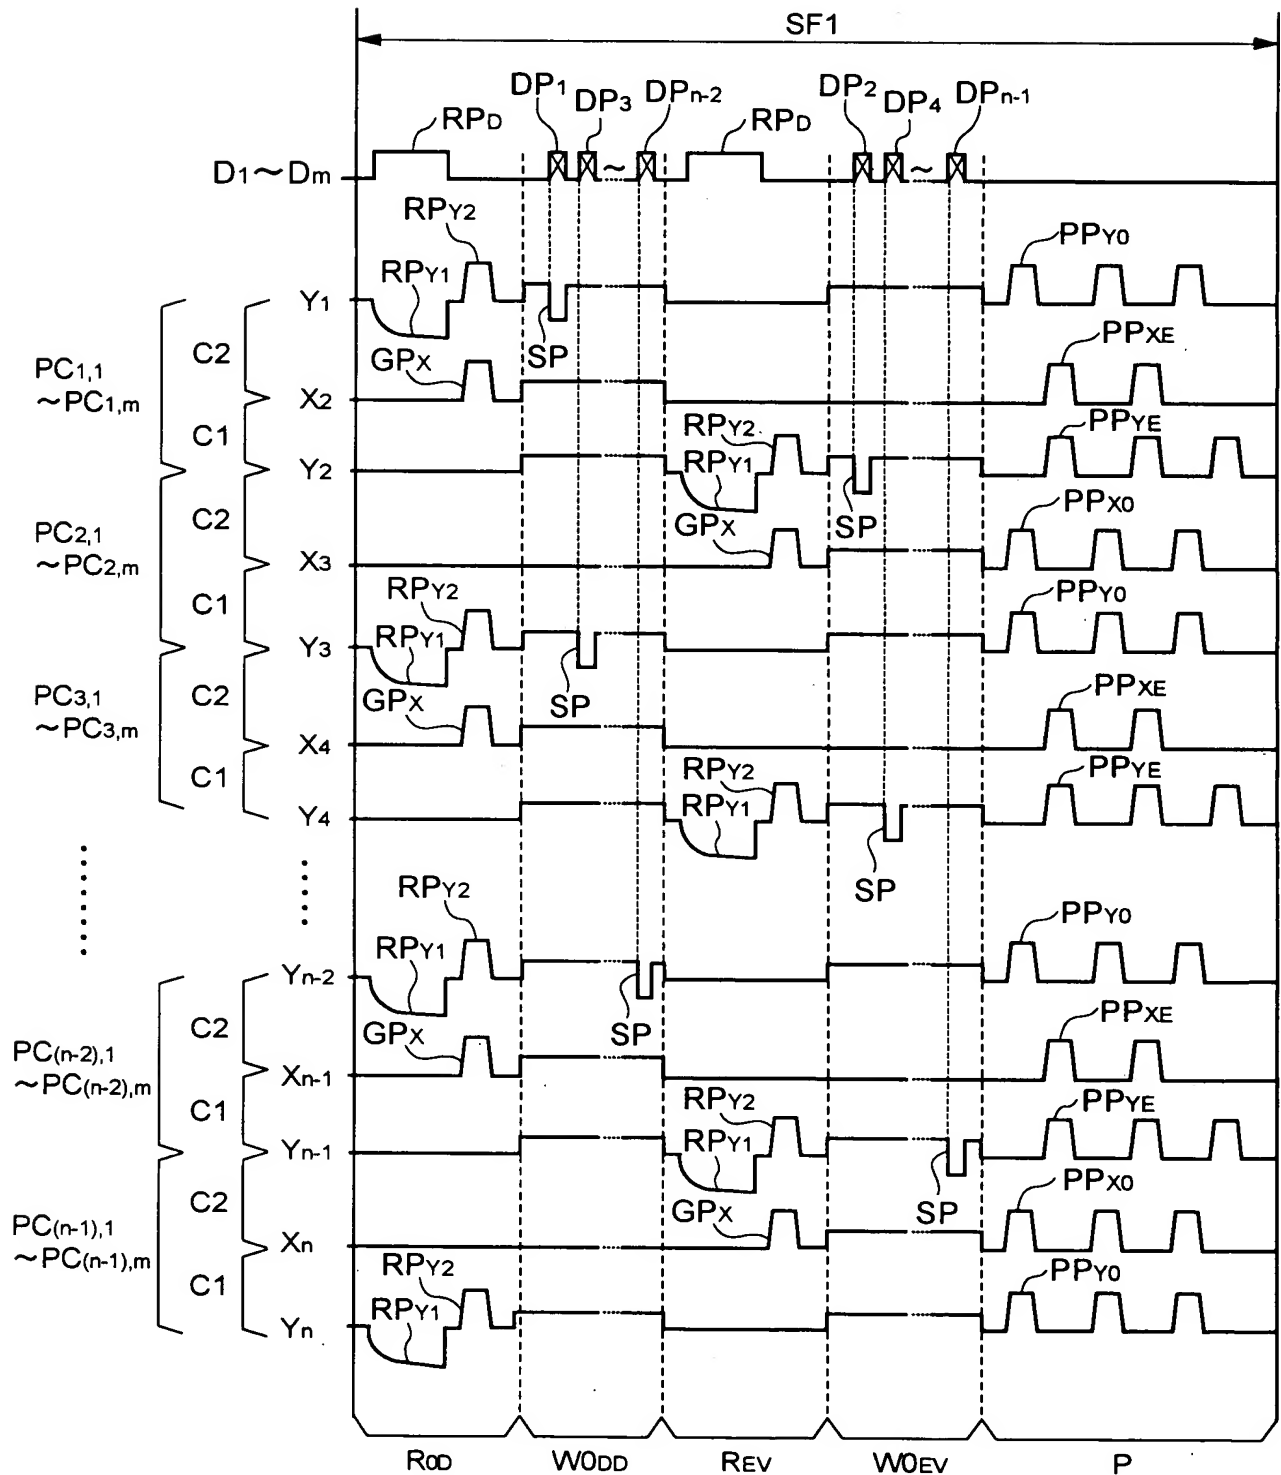 SF1
DP1 DP3 DPn-2 DP2 DP4 DPn-1
RPD RPD
D1~Dm
RPY2 PPY0
RPY1
Y1
SP
PC1,1
~PC1,m
C2
GPX PPXE
X2
C1
RPY2 PPYE
RPY1
Y2
SP
PC2,1
~PC2,m
C2
GPX PPX0
X3
C1
RPY2 PPY0
RPY1
Y3
SP
PC3,1
~PC3,m
C2
GPX PPXE
X4
C1
RPY2 PPYE
RPY1
Y4
SP
RPY2 PPY0
RPY1
Yn-2
SP
PC(n-2),1
~PC(n-2),m
C2
GPX PPXE
Xn-1
C1
RPY2 PPYE
RPY1
Yn-1
SP
PC(n-1),1
~PC(n-1),m
C2
GPX PPX0
Xn
C1
RPY2 PPY0
RPY1
Yn
ROD W0DD REV W0EV P